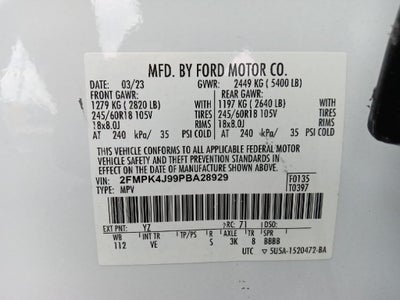 MFD. BY FORD MOTOR CO.
DATE: 03/23 GVWR: 2449 KG ( 5400 LB)
FRONT GAWR: REAR GAWR:
1279 KG ( 2820 LB) WITH 1197 KG ( 2640 LB) WITH
245/60R18 105V TIRES 245/60R18 105V TIRES
18x8.0J RIMS 18x8.0J RIMS
AT 240 kPa/ 35 PSI COLD AT 240 kPa/ 35 PSI COLD
THIS VEHICLE CONFORMS TO ALL APPLICABLE
FEDERAL MOTOR VEHICLE SAFETY AND THEFT
PREVENTION STANDARDS IN EFFECT ON THE DATE OF
MANUFACTURE SHOWN ABOVE.
VIN: 2FMPK4J99PBA28929 F0135
TYPE: MPV T0397
EXT PNT: YZ RC: 71 DSO:
WB INT TR TP/PS R AXLE TR SPR
112 VE S 3K 8 BBBB
UTC ▽ 5USA-1520472-BA